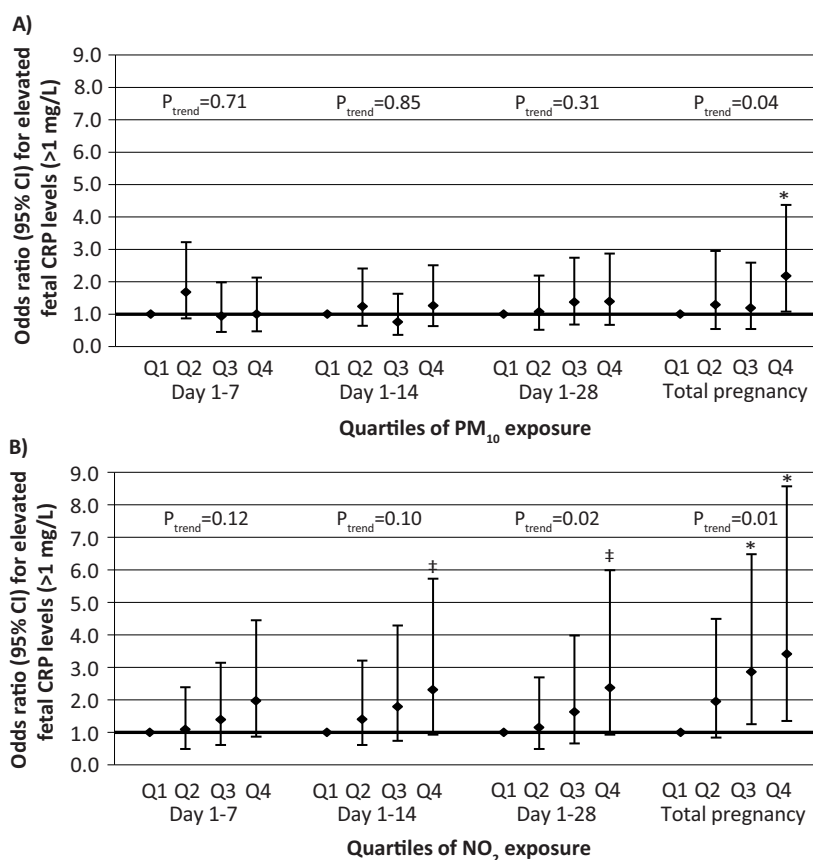 A)
Odds ratio (95% CI) for elevated
fetal CRP levels (>1 mg/L)
9.0
8.0
7.0
6.0
5.0
4.0
3.0
2.0
1.0
0.0
Ptrend=0.71 Ptrend=0.85 Ptrend=0.31 Ptrend=0.04
*
Q1 Q2 Q3 Q4 Q1 Q2 Q3 Q4 Q1 Q2 Q3 Q4 Q1 Q2 Q3 Q4
Day 1-7 Day 1-14 Day 1-28 Total pregnancy
Quartiles of PM10 exposure
B)
Odds ratio (95% CI) for elevated
fetal CRP levels (>1 mg/L)
9.0
8.0
7.0
6.0
5.0
4.0
3.0
2.0
1.0
0.0
Ptrend=0.12 Ptrend=0.10 Ptrend=0.02 Ptrend=0.01
‡ ‡ * *
Q1 Q2 Q3 Q4 Q1 Q2 Q3 Q4 Q1 Q2 Q3 Q4 Q1 Q2 Q3 Q4
Day 1-7 Day 1-14 Day 1-28 Total pregnancy
Quartiles of NO2 exposure